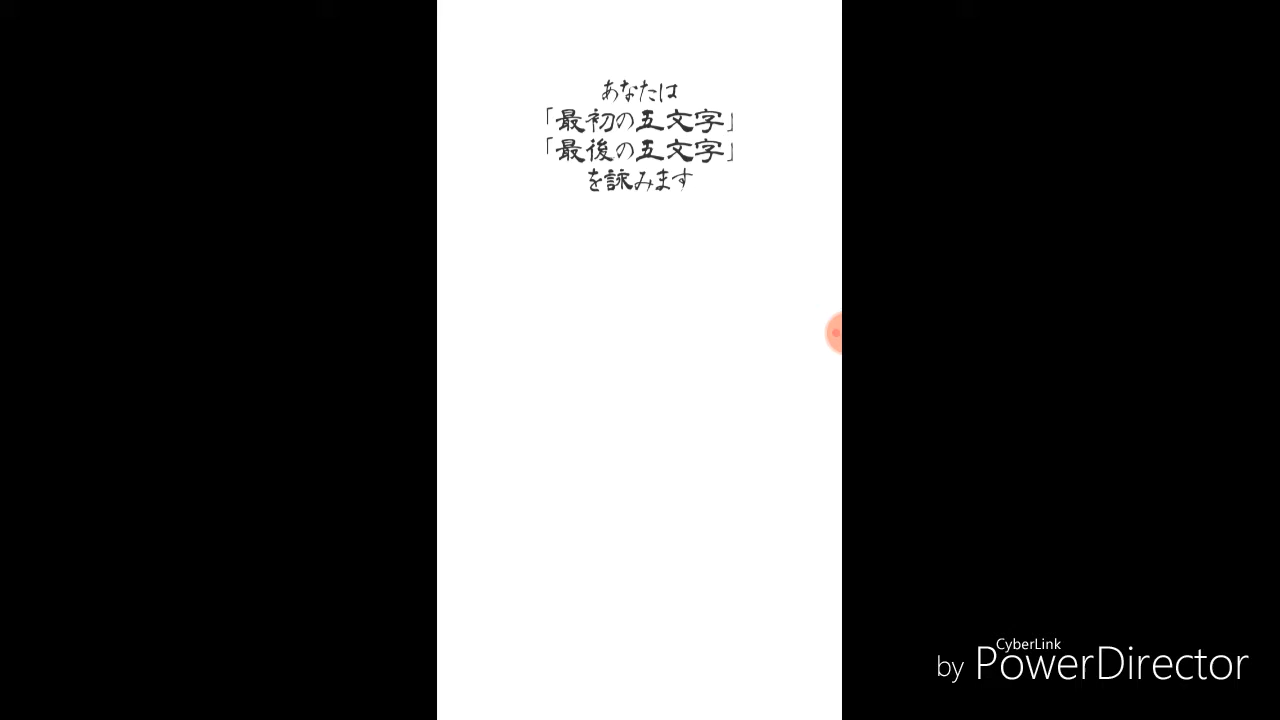 あなたは
「最初の五文字」
「最後の五文字」
を詠みます
CyberLink
by PowerDirector